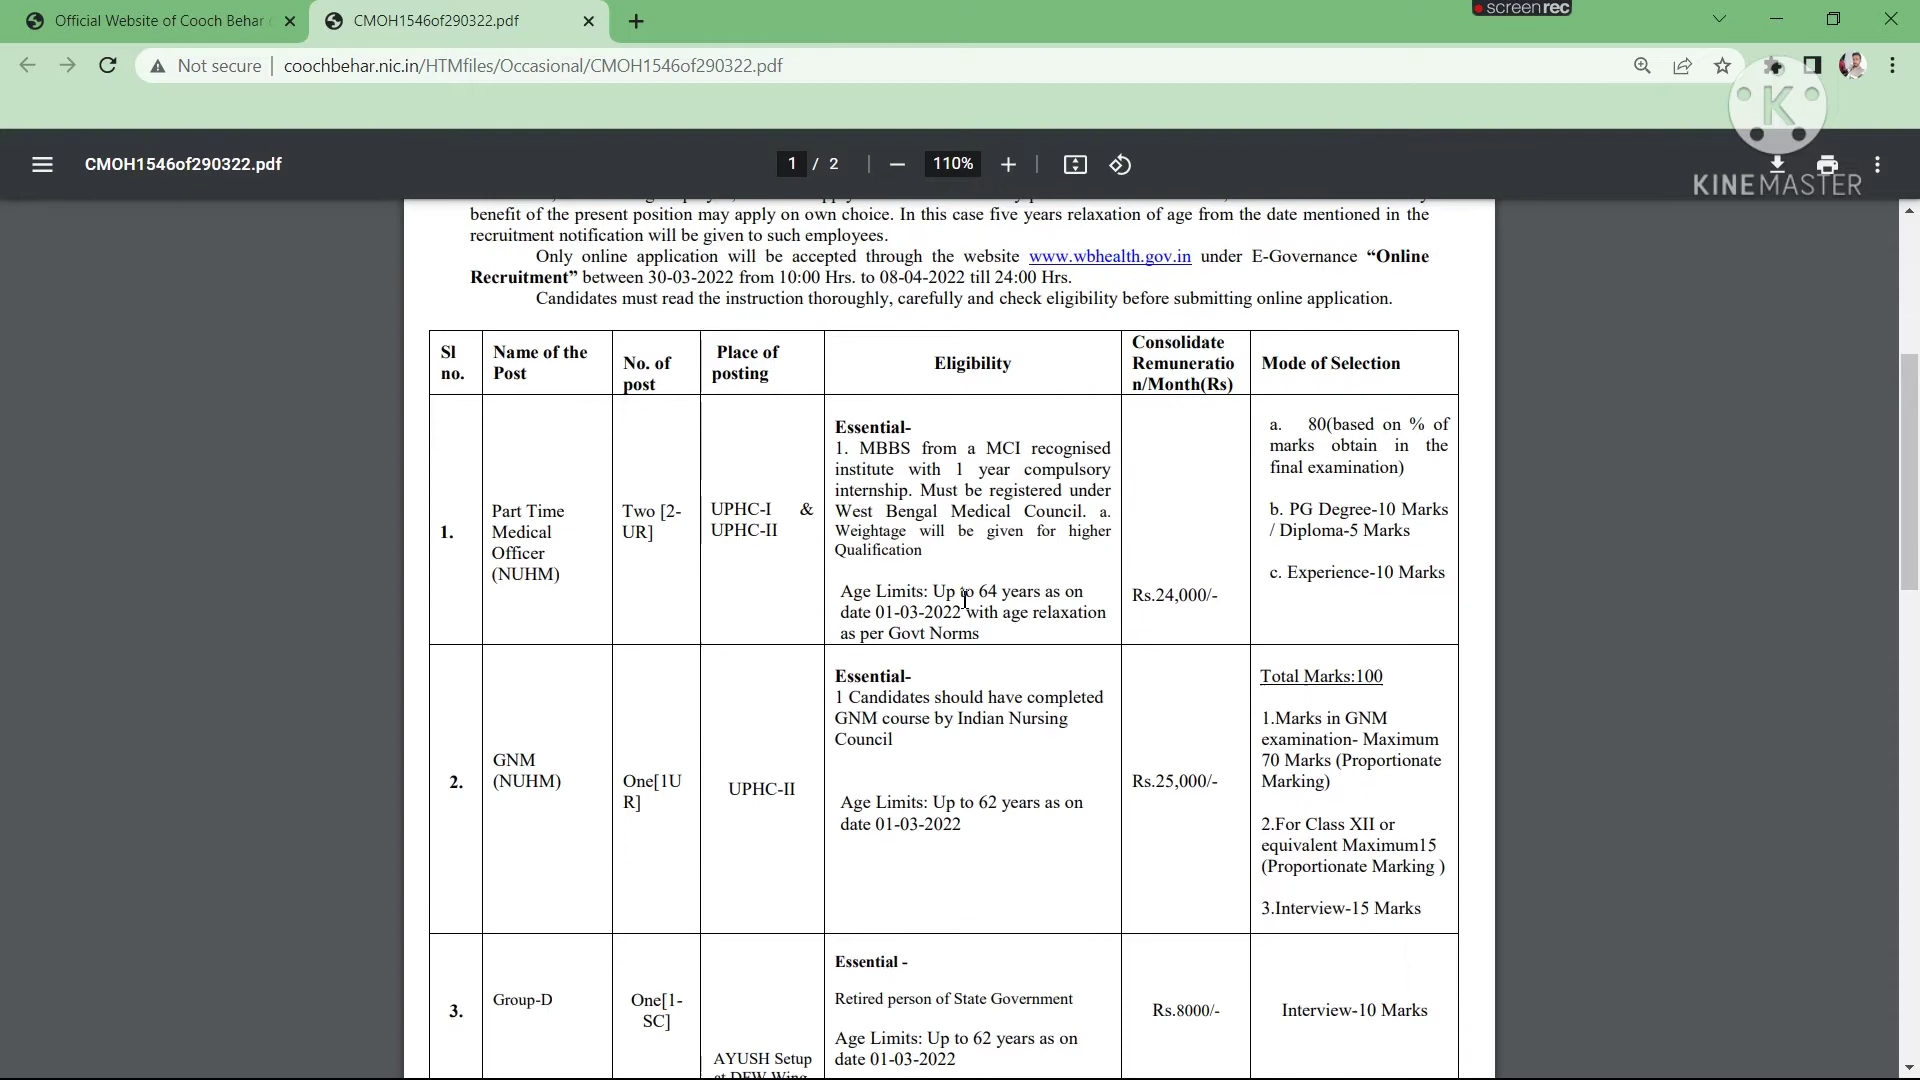 screenrec
Official Website of Cooch Behar
CMOH1546of290322.pdf
Not secure
coochbehar.nic.in/HTMfiles/Occasional/CMOH1546of290322.pdf
K
KINEMASTER
CMOH1546of290322.pdf
1 / 2
110%
benefit of the present position may apply on own choice. In this case five years relaxation of age from the date mentioned in the
recruitment notification will be given to such employees.
Only online application will be accepted through the website www.wbhealth.gov.in under E-Governance “Online
Recruitment” between 30-03-2022 from 10:00 Hrs. to 08-04-2022 till 24:00 Hrs.
Candidates must read the instruction thoroughly, carefully and check eligibility before submitting online application.
Sl
no.
Name of the
Post
No. of
post
Place of
posting
Eligibility
Consolidate
Remuneratio
n/Month(Rs)
Mode of Selection
1.
Part Time
Medical
Officer
(NUHM)
Two [2-
UR]
UPHC-I &
UPHC-II
Essential-
1. MBBS from a MCI recognised
institute with 1 year compulsory
internship. Must be registered under
West Bengal Medical Council. a.
Weightage will be given for higher
Qualification
Age Limits: Up to 64 years as on
date 01-03-2022 with age relaxation
as per Govt Norms
Rs.24,000/-
a. 80(based on % of
marks obtain in the
final examination)
b. PG Degree-10 Marks
/ Diploma-5 Marks
c. Experience-10 Marks
2.
GNM
(NUHM)
One[1U
R]
UPHC-II
Essential-
1 Candidates should have completed
GNM course by Indian Nursing
Council
Age Limits: Up to 62 years as on
date 01-03-2022
Rs.25,000/-
Total Marks:100
1.Marks in GNM
examination- Maximum
70 Marks (Proportionate
Marking)
2.For Class XII or
equivalent Maximum15
(Proportionate Marking )
3.Interview-15 Marks
3.
Group-D
One[1-
SC]
AYUSH Setup
at DFW Wing
Essential -
Retired person of State Government
Age Limits: Up to 62 years as on
date 01-03-2022
Rs.8000/-
Interview-10 Marks